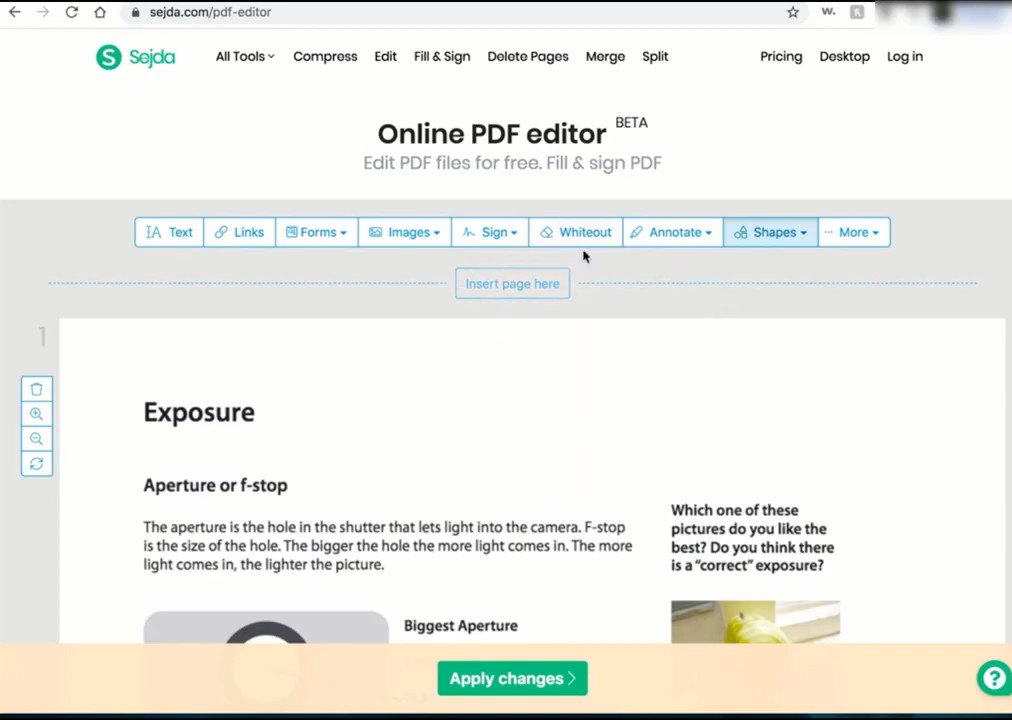 sejda.com/pdf-editor
w.
S Sejda All Tools Compress Edit Fill & Sign Delete Pages Merge Split Pricing Desktop Log in
Online PDF editor BETA
Edit PDF files for free. Fill & sign PDF
Text Links Forms Images Sign Whiteout Annotate Shapes More
Insert page here
1
Exposure
Aperture or f-stop
The aperture is the hole in the shutter that lets light into the camera. F-stop
is the size of the hole. The bigger the hole the more light comes in. The more
light comes in, the lighter the picture.
Which one of these
pictures do you like the
best? Do you think there
is a “correct” exposure?
Biggest Aperture
Apply changes
?